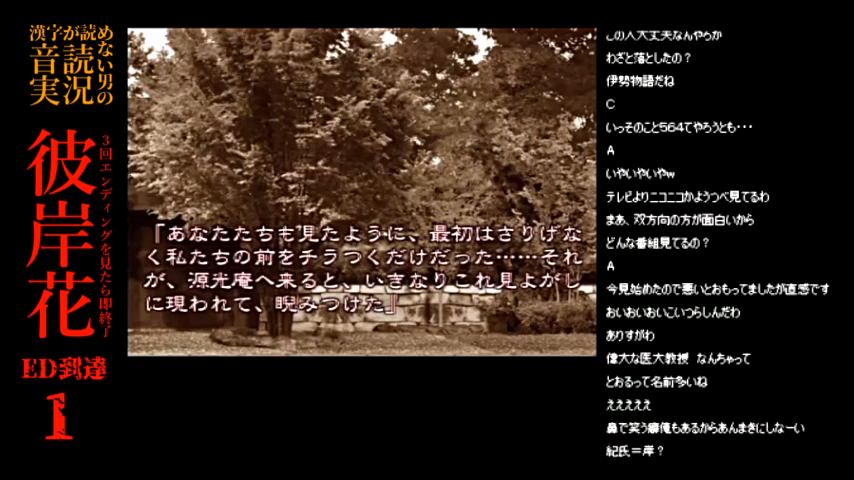 漢字が読めない男の
音読実況
彼岸花
3回エンディングを見たら即終了
ED到達
1
『あなたたちも見たように、最初はさりげな
く私たちの前をチラつくだけだった……それ
が、源光庵へ来ると、いきなりこれ見よがし
に現われて、睨みつけた』
この人大丈夫なんやろか
わざと落としたの？
伊勢物語だね
C
いっそのこと564てやろうとも・・・
A
いやいやいやw
テレビよりニコニコかようつべ見てるわ
まあ、双方向の方が面白いから
どんな番組見てるの？
A
今見始めたので悪いとおもってましたが直感です
おいおいおいこいつらしんだわ
ありすがわ
偉大な医大教授 なんちゃって
とおるって名前多いね
えええええ
鼻で笑う癖俺もあるからあんまきにしなーい
紀氏＝岸？